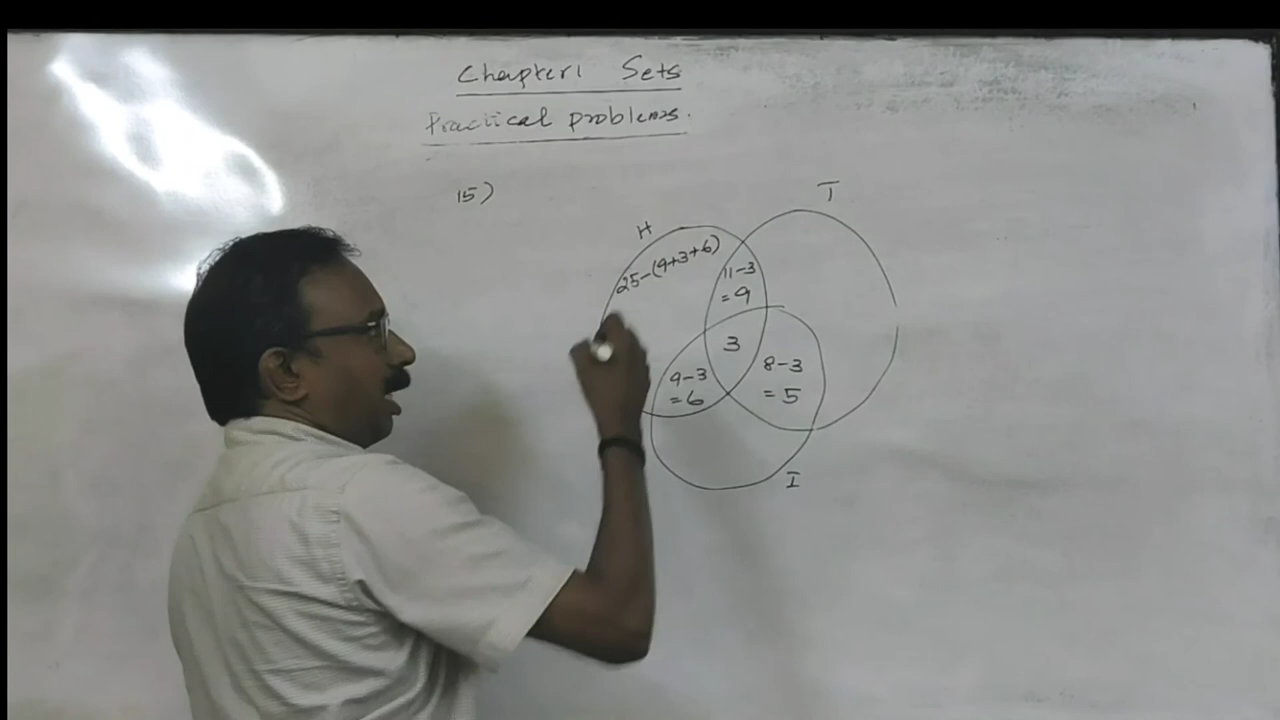 Chapter 1 Sets
Practical problems.
15)
T
H
25-(9+3+6)
11-3
=9
3
9-3
=6
8-3
=5
I